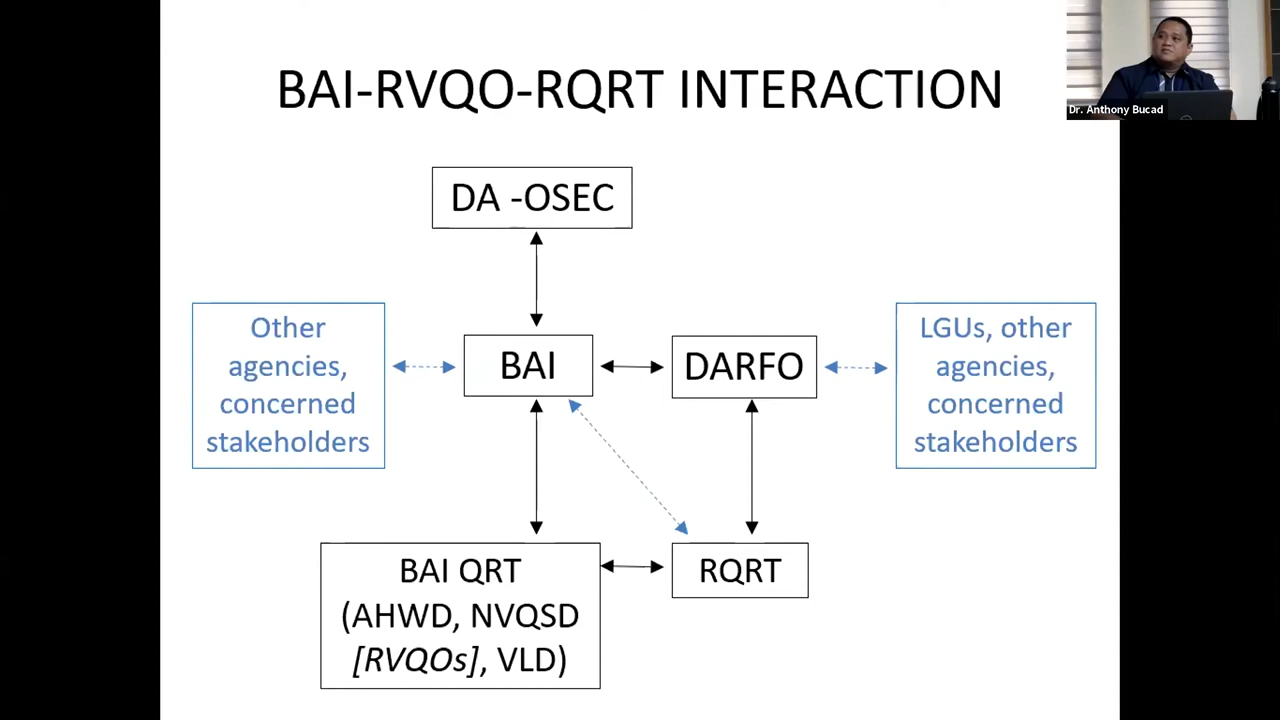 BAI-RVQO-RQRT INTERACTION
Dr. Anthony Bucad
DA -OSEC
Other
agencies,
concerned
stakeholders
BAI
DARFO
LGUs, other
agencies,
concerned
stakeholders
BAI QRT
(AHWD, NVQSD
[RVQOs], VLD)
RQRT